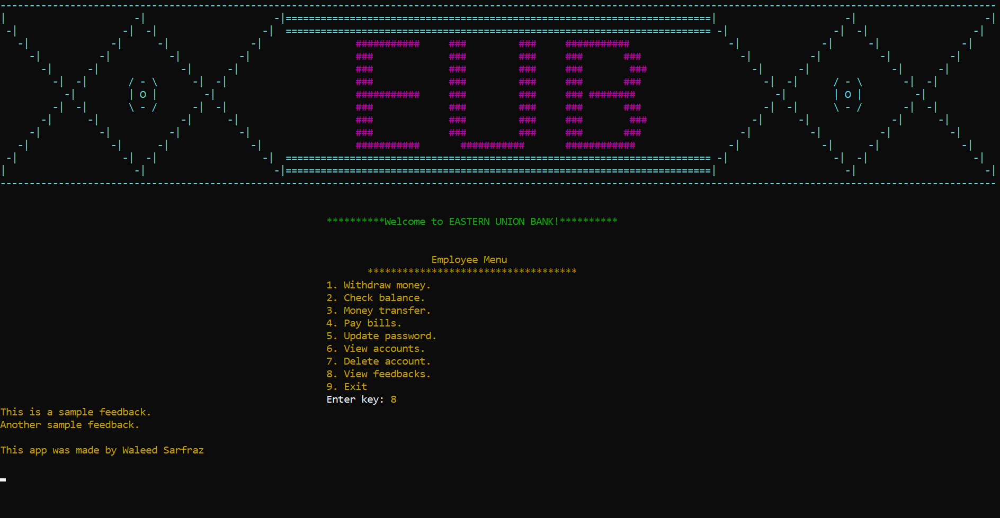 EUB
**********Welcome to EASTERN UNION BANK!**********
Employee Menu
************************************
1. Withdraw money.
2. Check balance.
3. Money transfer.
4. Pay bills.
5. Update password.
6. View accounts.
7. Delete account.
8. View feedbacks.
9. Exit
Enter key: 8
This is a sample feedback.
Another sample feedback.
This app was made by Waleed Sarfraz